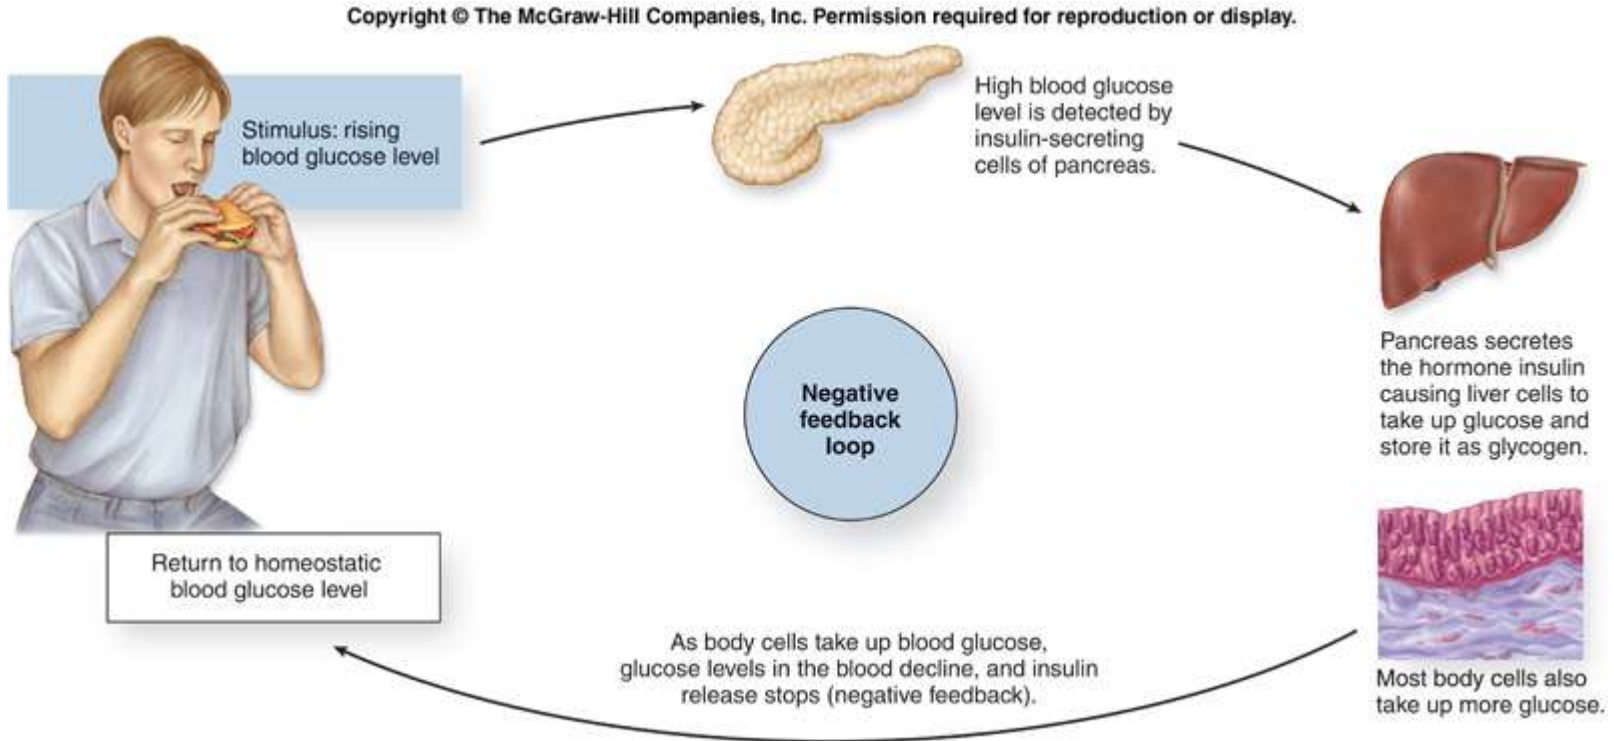 Copyright © The McGraw-Hill Companies, Inc. Permission required for reproduction or display.
Stimulus: rising
blood glucose level
High blood glucose
level is detected by
insulin-secreting
cells of pancreas.
Pancreas secretes
the hormone insulin
causing liver cells to
take up glucose and
store it as glycogen.
Negative
feedback
loop
Most body cells also
take up more glucose.
As body cells take up blood glucose,
glucose levels in the blood decline, and insulin
release stops (negative feedback).
Return to homeostatic
blood glucose level